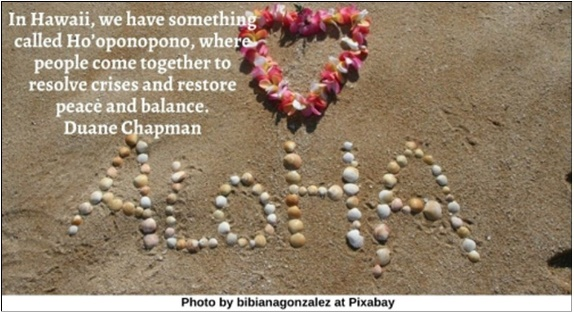 In Hawaii, we have something
called Ho'oponopono, where
people come together to
resolve crises and restore
peace and balance.
Duane Chapman
ALOHA
Photo by bibianagonzalez at Pixabay